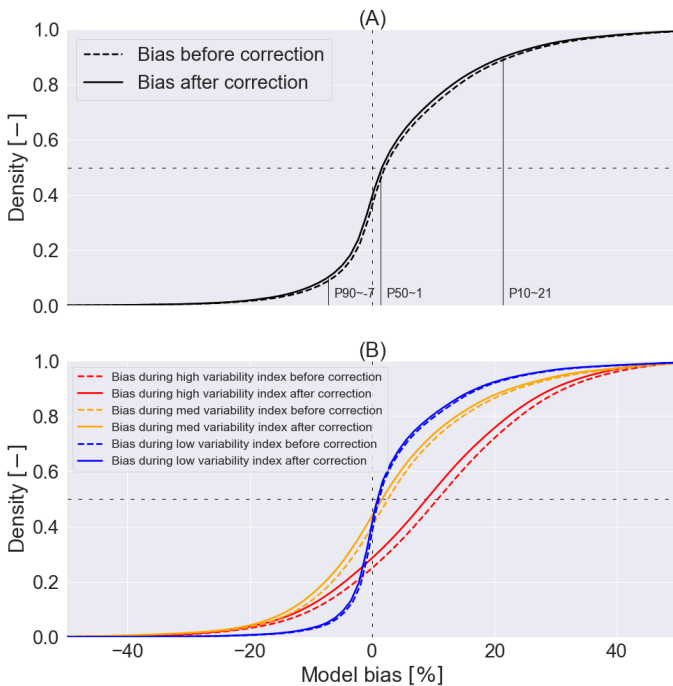 (A)
Density [−]
1.0
0.8
0.6
0.4
0.2
0.0
Bias before correction
Bias after correction
P90~-7
P50~1
P10~21
(B)
Density [−]
1.0
0.8
0.6
0.4
0.2
0.0
Bias during high variability index before correction
Bias during high variability index after correction
Bias during med variability index before correction
Bias during med variability index after correction
Bias during low variability index before correction
Bias during low variability index after correction
−40
−20
0
20
40
Model bias [%]